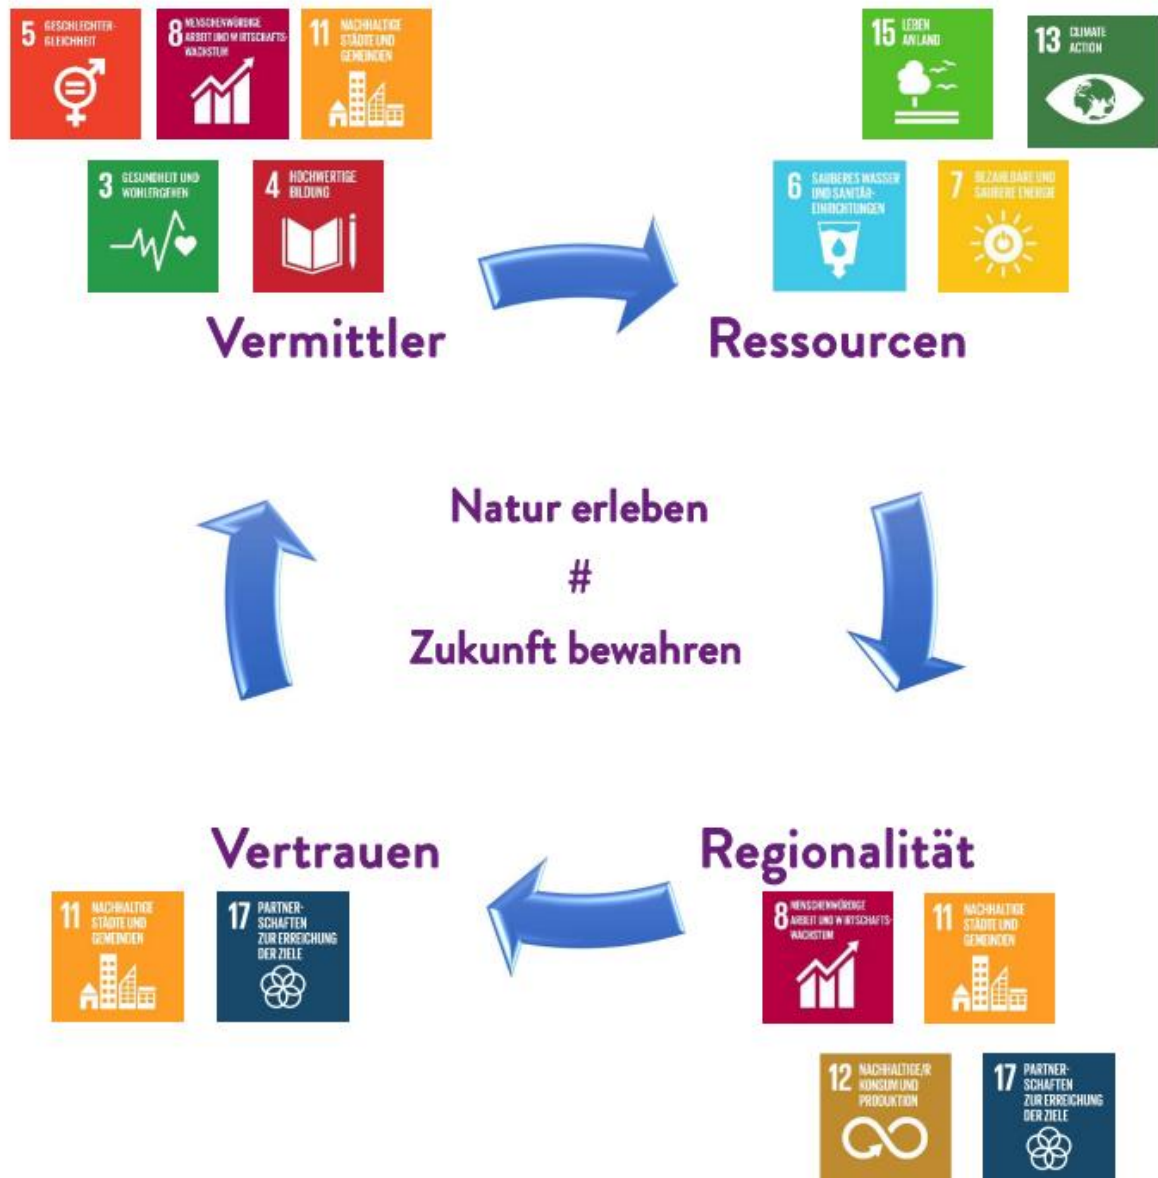 5 GESCHLECHTER-
GLEICHHEIT
8 MENSCHENWÜRDIGE
ARBEIT UND WIRTSCHAFTS-
WACHSTUM
11 NACHHALTIGE
STÄDTE UND
GEMEINDEN
15 LEBEN
AN LAND
13 CLIMATE
ACTION
3 GESUNDHEIT UND
WOHLERGEHEN
4 HOCHWERTIGE
BILDUNG
6 SAUBERES WASSER
UND SANITÄR-
EINRICHTUNGEN
7 BEZAHLBARE UND
SAUBERE ENERGIE
Vermittler
Ressourcen
Natur erleben
#
Zukunft bewahren
Vertrauen
Regionalität
11 NACHHALTIGE
STÄDTE UND
GEMEINDEN
17 PARTNER-
SCHAFTEN
ZUR ERREICHUNG
DER ZIELE
8 MENSCHENWÜRDIGE
ARBEIT UND WIRTSCHAFTS-
WACHSTUM
11 NACHHALTIGE
STÄDTE UND
GEMEINDEN
12 NACHHALTIGE/R
KONSUM UND
PRODUKTION
17 PARTNER-
SCHAFTEN
ZUR ERREICHUNG
DER ZIELE